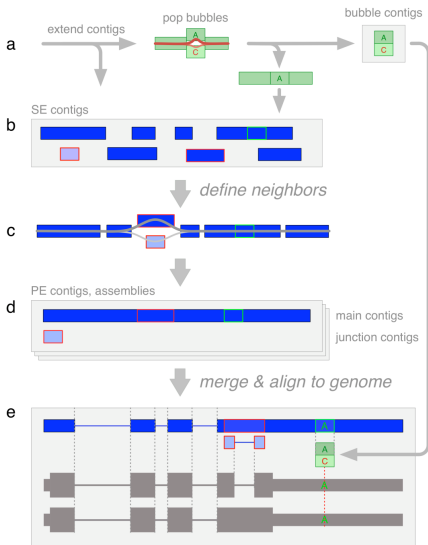 bubble contigs
pop bubbles
extend contigs
a
A
C
A
C
A
SE contigs
b
define neighbors
c
d
PE contigs, assemblies
main contigs
junction contigs
merge & align to genome
e
A
A
C
A
A